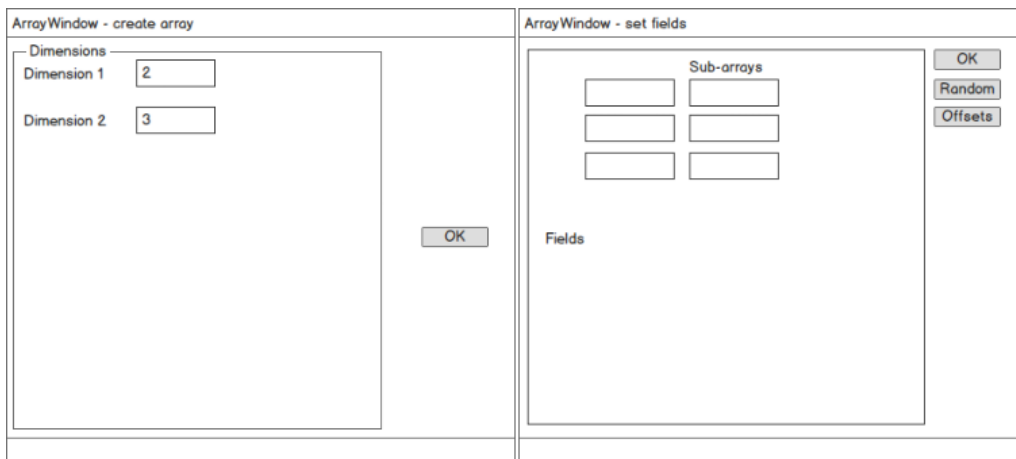 ArrayWindow - create array
Dimensions
Dimension 1
2
Dimension 2
3
OK
ArrayWindow - set fields
Sub-arrays
Fields
OK
Random
Offsets